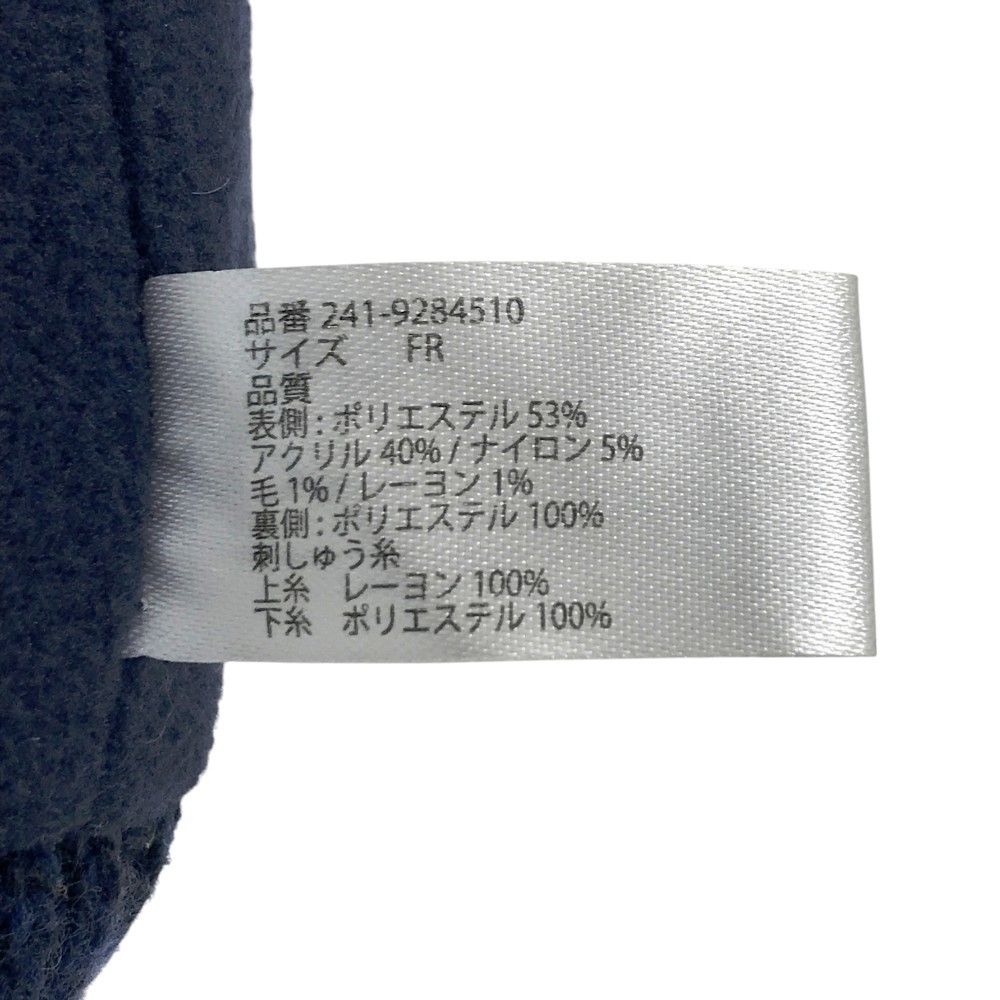 品番 241-9284510
サイズ FR
品質
表側 : ポリエステル 53%
アクリル 40% / ナイロン 5%
毛 1% / レーヨン 1%
裏側 : ポリエステル 100%
刺しゅう糸
上糸 レーヨン 100%
下糸 ポリエステル 100%